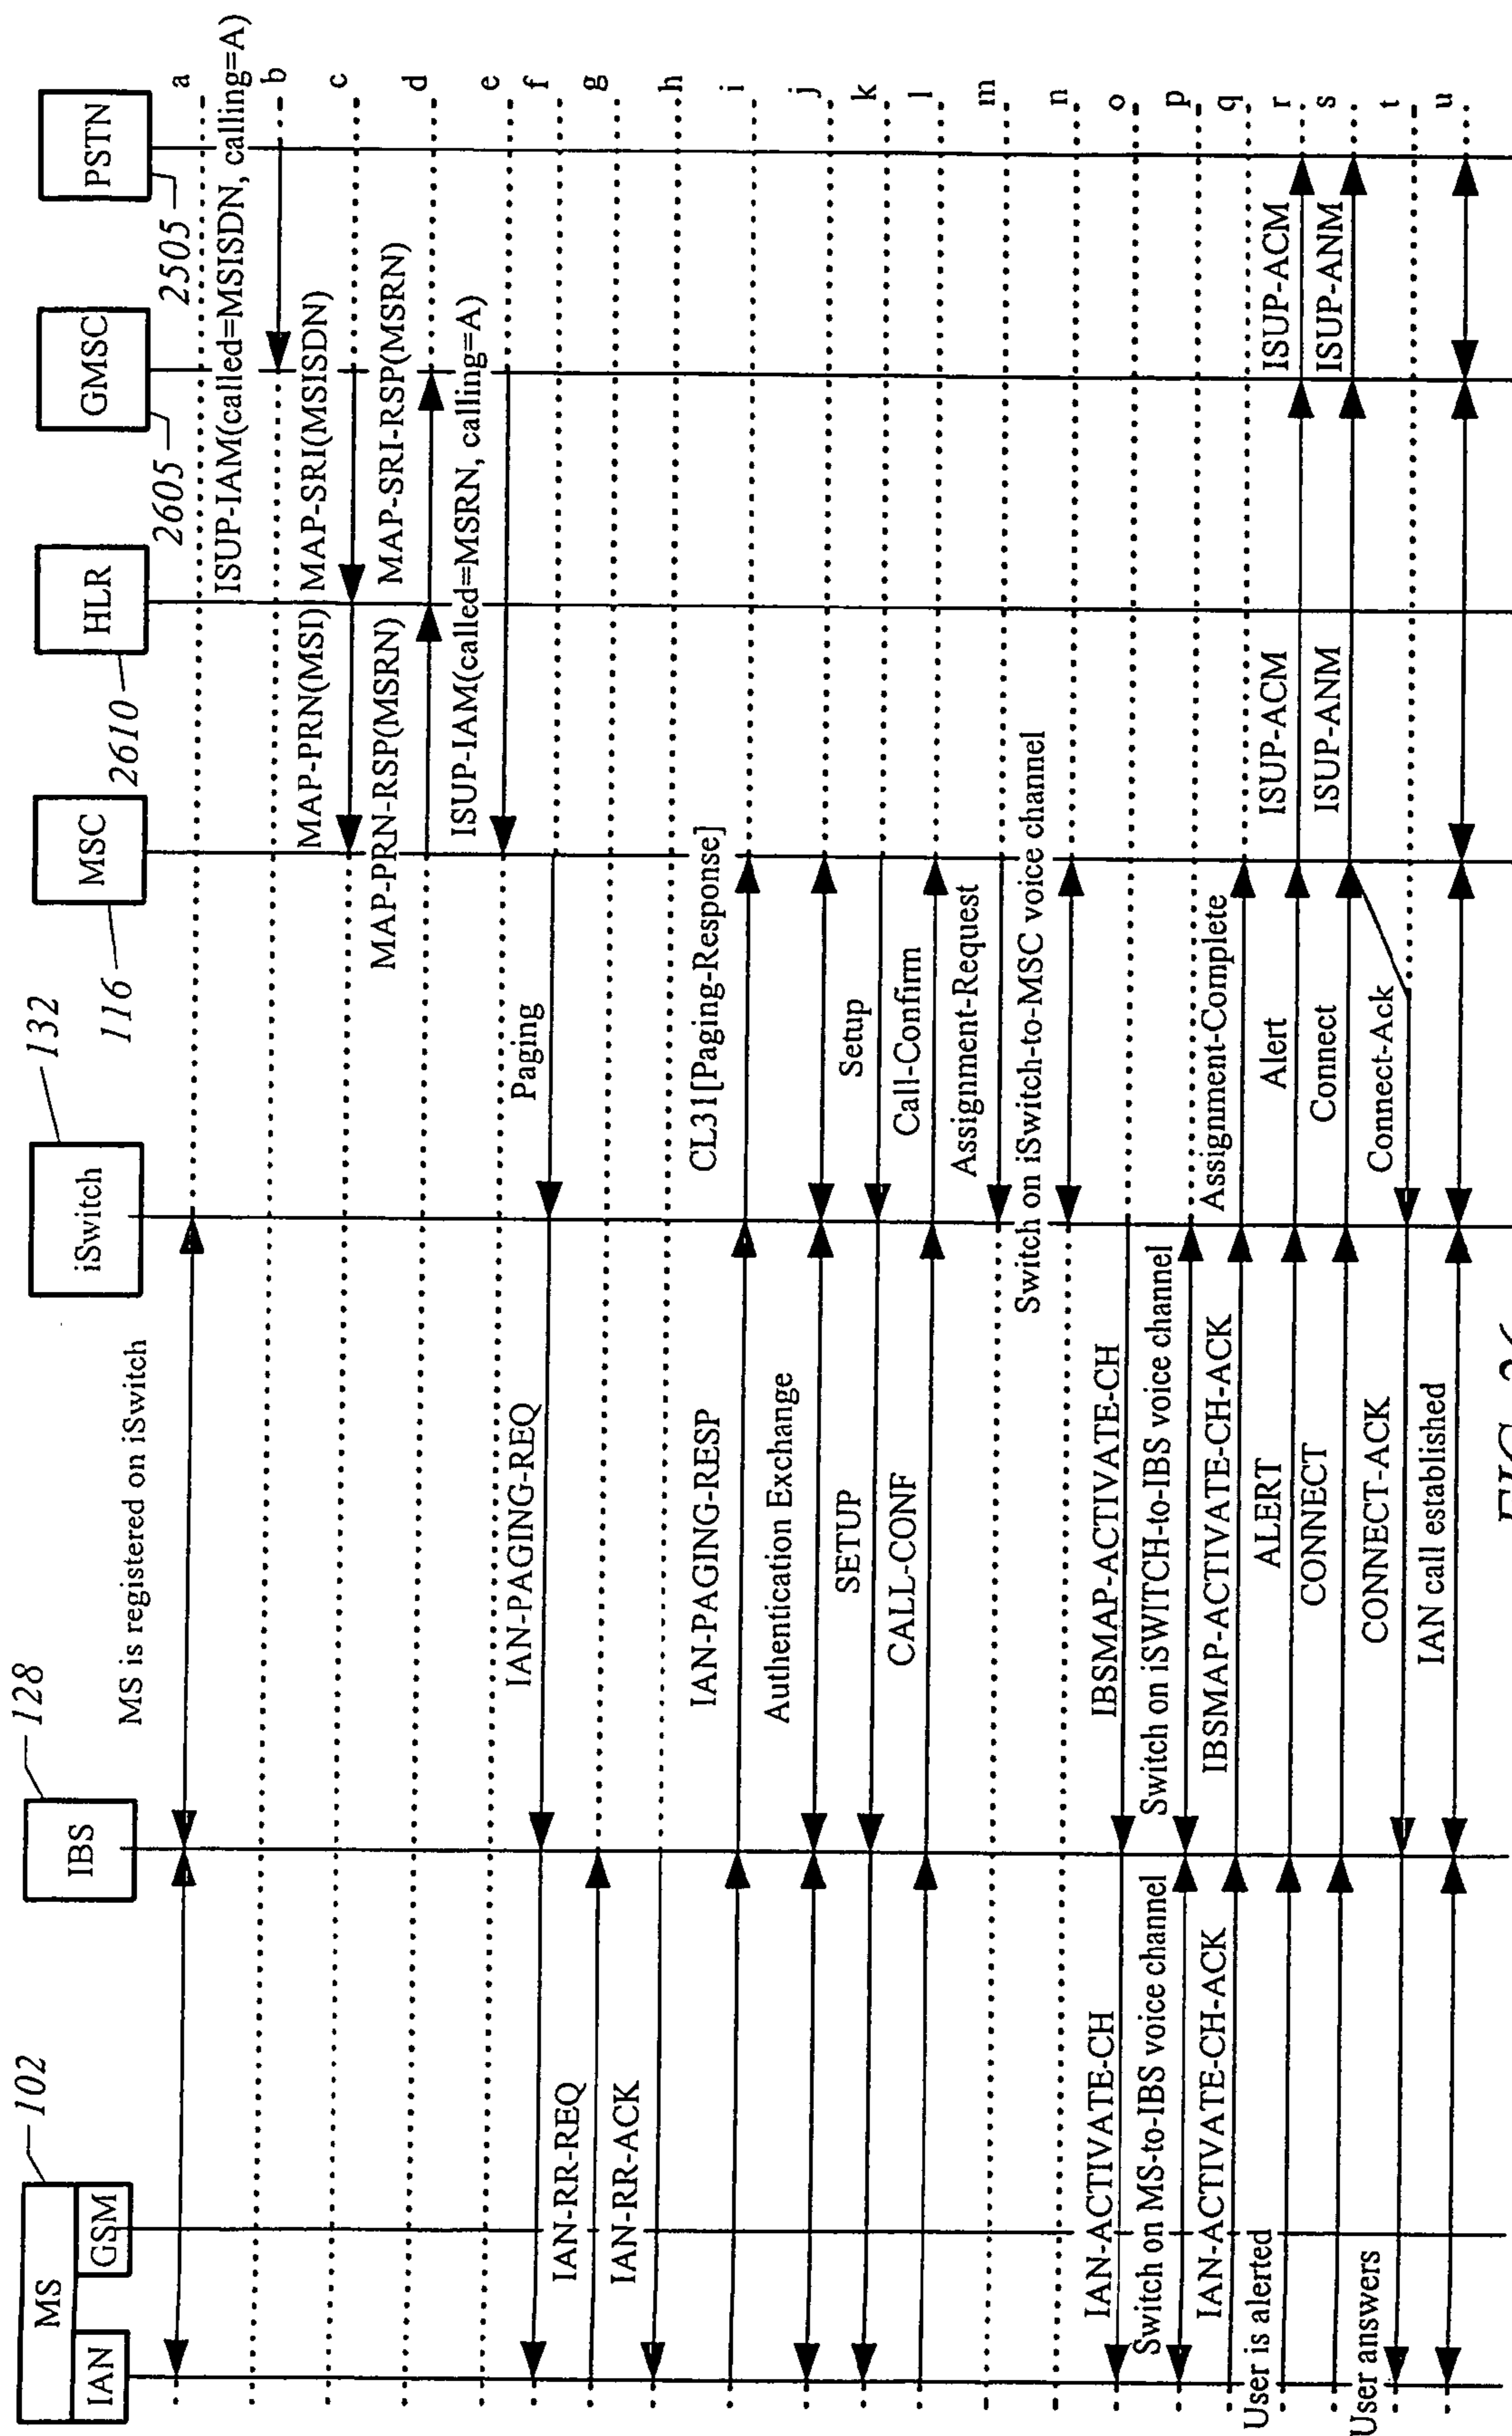 MS
102
IAN
GSM
IBS
128
iSwitch
132
MSC
116
HLR
2610
GMSC
2605
PSTN
2505
MS is registered on iSwitch
a
ISUP-IAM(called=MSISDN, calling=A)
b
MAP-PRN(MSI)
MAP-SRI(MSISDN)
c
MAP-PRN-RSP(MSRN)
MAP-SRI-RSP(MSRN)
d
ISUP-IAM(called=MSRN, calling=A)
e
IAN-PAGING-REQ
Paging
f
IAN-RR-REQ
g
IAN-RR-ACK
h
IAN-PAGING-RESP
CL31[Paging-Response]
i
Authentication Exchange
j
SETUP
Setup
k
CALL-CONF
Call-Confirm
l
Assignment-Request
m
Switch on iSwitch-to-MSC voice channel
n
IAN-ACTIVATE-CH
IBSMAP-ACTIVATE-CH
o
Switch on MS-to-IBS voice channel
Switch on iSWITCH-to-IBS voice channel
p
IAN-ACTIVATE-CH-ACK
IBSMAP-ACTIVATE-CH-ACK
Assignment-Complete
q
User is alerted
ALERT
Alert
ISUP-ACM
ISUP-ACM
r
CONNECT
Connect
ISUP-ANM
ISUP-ANM
s
User answers
CONNECT-ACK
Connect-Ack
t
IAN call established
u